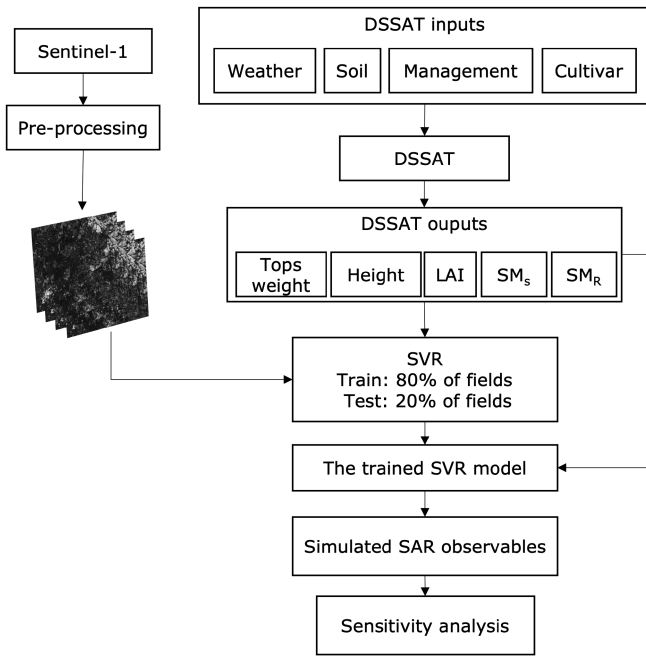 Sentinel-1
Pre-processing
DSSAT inputs
Weather
Soil
Management
Cultivar
DSSAT
DSSAT ouputs
Tops
weight
Height
LAI
SMs
SMR
SVR
Train: 80% of fields
Test: 20% of fields
The trained SVR model
Simulated SAR observables
Sensitivity analysis